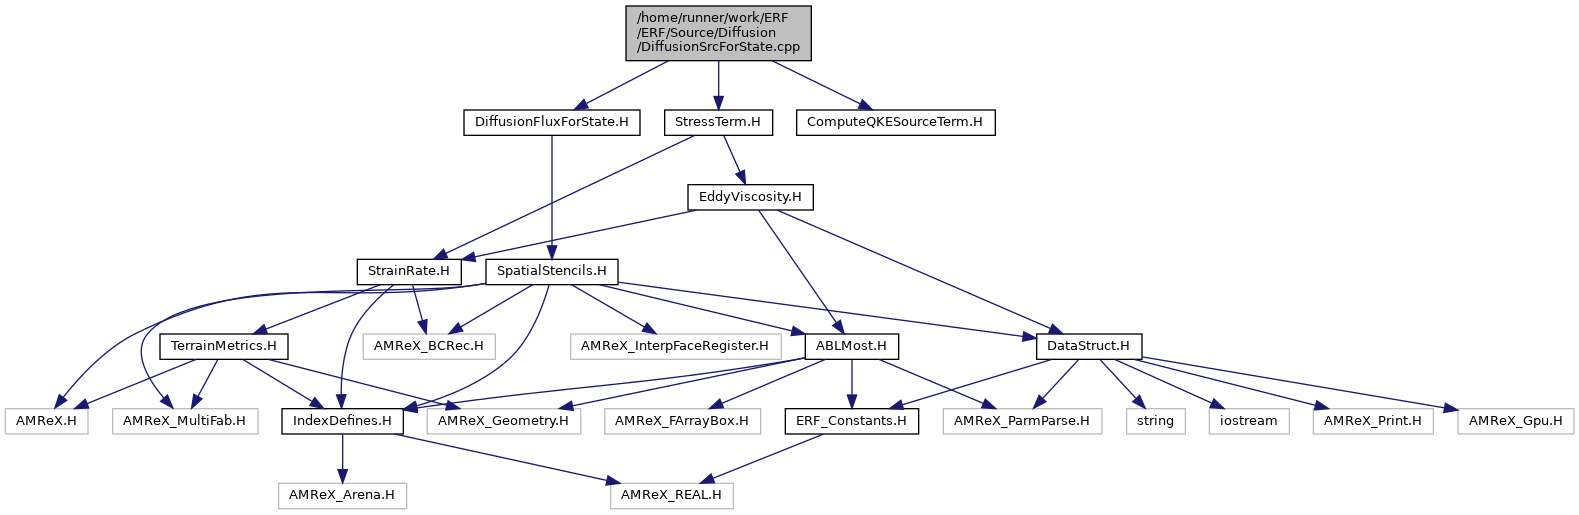 /home/runner/work/ERF
/ERF/Source/Diffusion
/DiffusionSrcForState.cpp
DiffusionFluxForState.H
StressTerm.H
ComputeQKESourceTerm.H
EddyViscosity.H
StrainRate.H
SpatialStencils.H
TerrainMetrics.H
AMReX_BCRec.H
AMReX_InterpFaceRegister.H
ABLMost.H
DataStruct.H
AMReX.H
AMReX_MultiFab.H
IndexDefines.H
AMReX_Geometry.H
AMReX_FArrayBox.H
ERF_Constants.H
AMReX_ParmParse.H
string
iostream
AMReX_Print.H
AMReX_Gpu.H
AMReX_Arena.H
AMReX_REAL.H